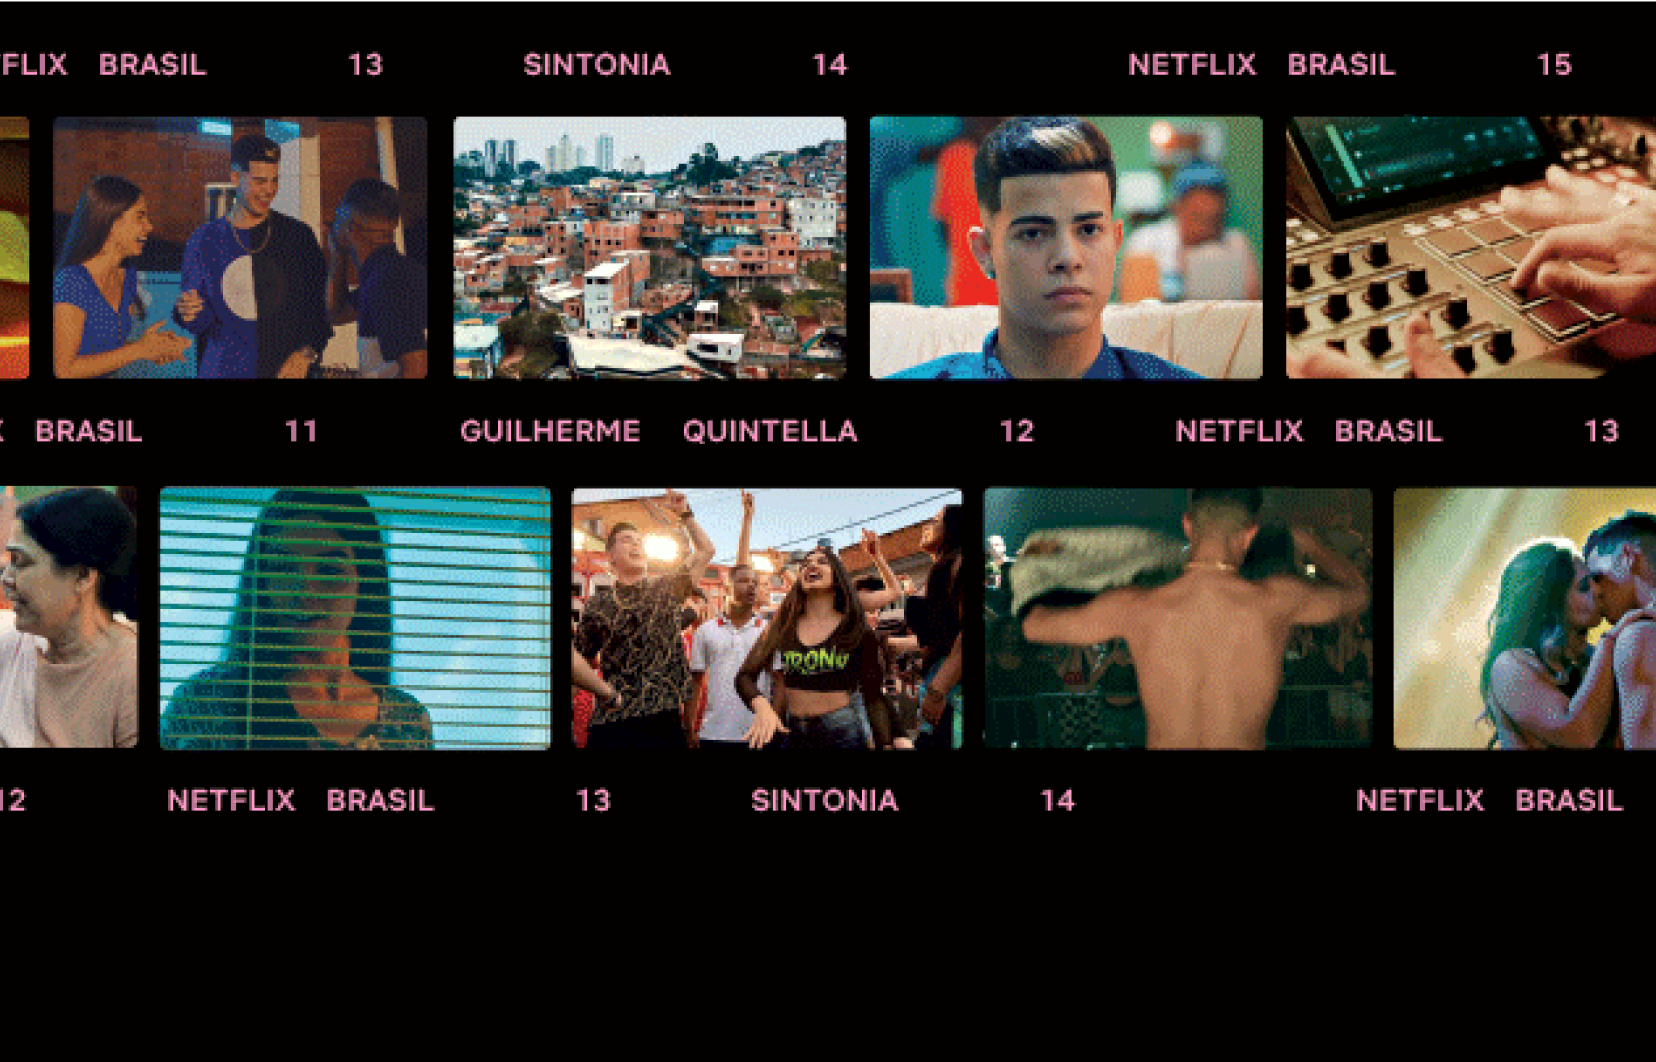 FLIX BRASIL 13 SINTONIA 14 NETFLIX BRASIL 15
BRASIL 11 GUILHERME QUINTELLA 12 NETFLIX BRASIL 13
12 NETFLIX BRASIL 13 SINTONIA 14 NETFLIX BRASIL